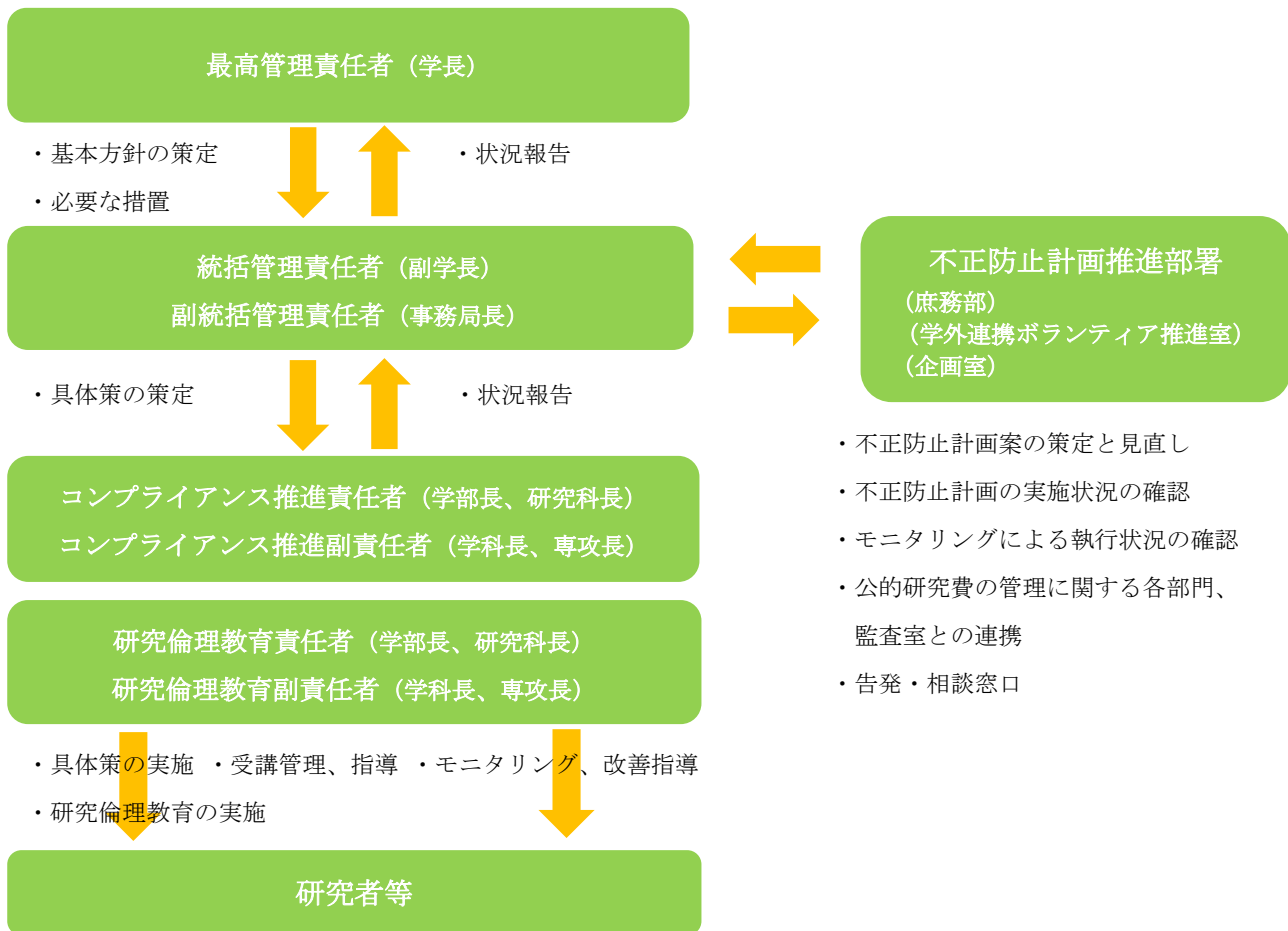 最高管理責任者（学長）
・基本方針の策定
・状況報告
・必要な措置
統括管理責任者（副学長）
副統括管理責任者（事務局長）
・具体策の策定
・状況報告
不正防止計画推進部署
（庶務部）
（学外連携ボランティア推進室）
（企画室）
・不正防止計画案の策定と見直し
・不正防止計画の実施状況の確認
・モニタリングによる執行状況の確認
・公的研究費の管理に関する各部門、
監査室との連携
・告発・相談窓口
コンプライアンス推進責任者（学部長、研究科長）
コンプライアンス推進副責任者（学科長、専攻長）
研究倫理教育責任者（学部長、研究科長）
研究倫理教育副責任者（学科長、専攻長）
・具体策の実施 ・受講管理、指導 ・モニタリング、改善指導
・研究倫理教育の実施
研究者等